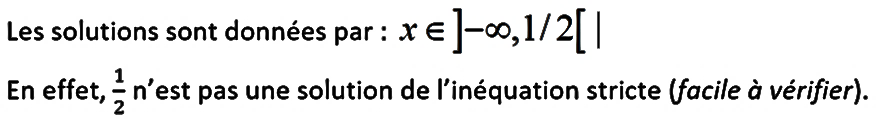 Les solutions sont données par : x ∈ ]−∞,1/2[ |
En effet, 1/2 n’est pas une solution de l’inéquation stricte (facile à vérifier).